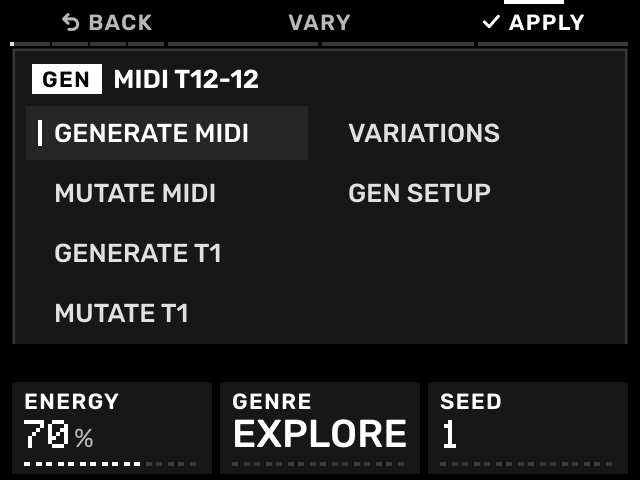 BACK VARY APPLY
GEN MIDI T12-12
GENERATE MIDI VARIATIONS
MUTATE MIDI GEN SETUP
GENERATE T1
MUTATE T1
ENERGY GENRE SEED
70% EXPLORE 1